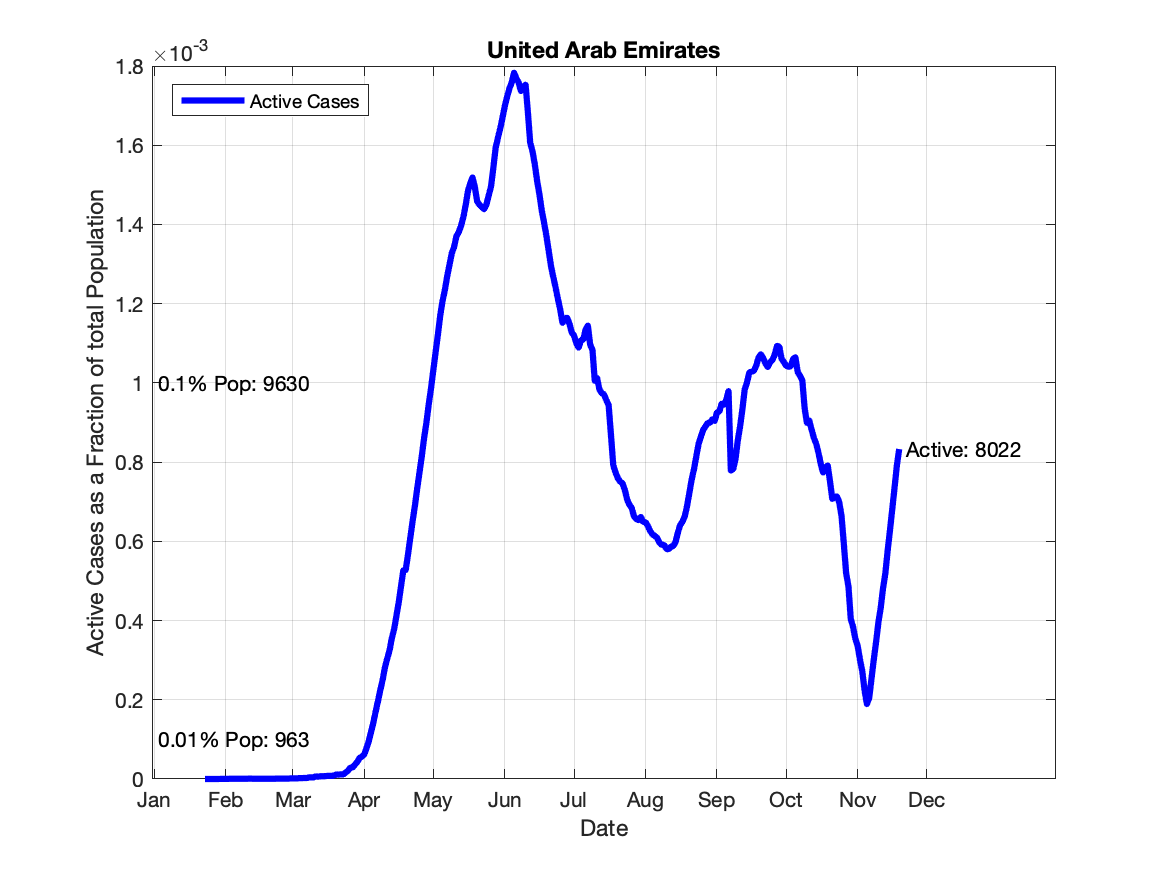 United Arab Emirates
×10-3
1.8
1.6
1.4
1.2
1
0.8
0.6
0.4
0.2
0
Active Cases
0.1% Pop: 9630
0.01% Pop: 963
Active: 8022
Active Cases as a Fraction of total Population
Jan Feb Mar Apr May Jun Jul Aug Sep Oct Nov Dec
Date